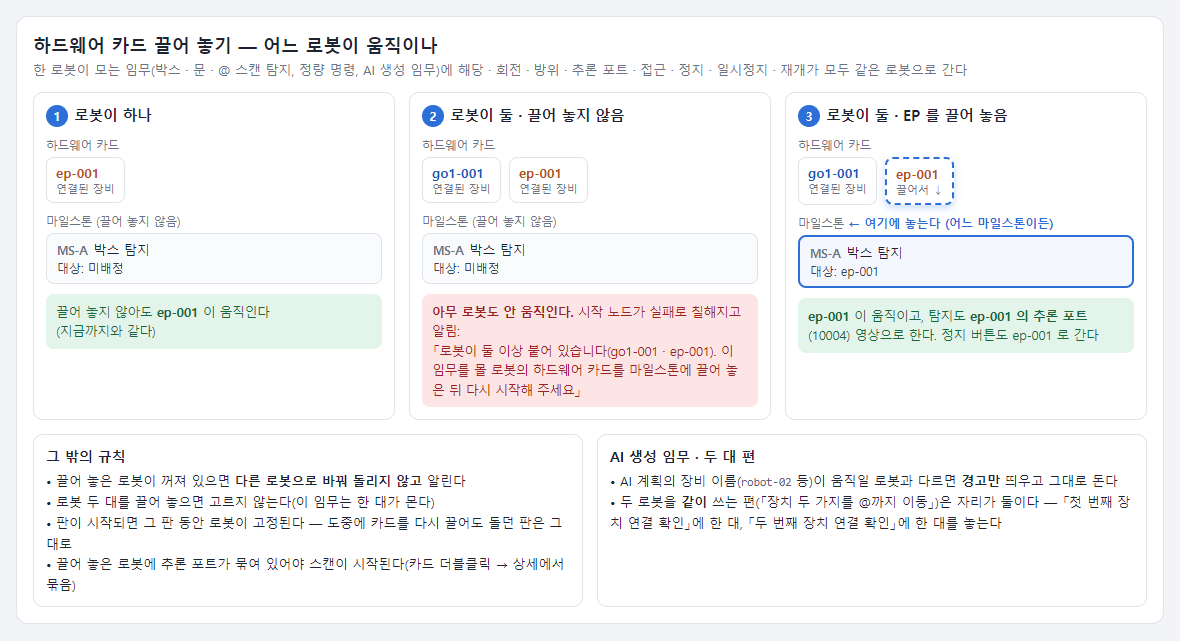 하드웨어 카드 끌어 놓기 — 어느 로봇이 움직이나
한 로봇이 모는 임무(박스 · 문 · @ 스캔 탐지, 정량 명령, AI 생성 임무)에 해당 · 회전 · 방위 · 추론 포트 · 접근 · 정지 · 일시정지 · 재개가 모두 같은 로봇으로 간다
1 로봇이 하나
하드웨어 카드
ep-001
연결된 장비
마일스톤 (끌어 놓지 않음)
MS-A 박스 탐지
대상: 미배정
끌어 놓지 않아도 ep-001 이 움직인다
(지금까지와 같다)
2 로봇이 둘 · 끌어 놓지 않음
하드웨어 카드
go1-001
연결된 장비
ep-001
연결된 장비
마일스톤 (끌어 놓지 않음)
MS-A 박스 탐지
대상: 미배정
아무 로봇도 안 움직인다. 시작 노드가 실패로 칠해지고
알림:
「로봇이 둘 이상 붙어 있습니다(go1-001 · ep-001). 이
임무를 몰 로봇의 하드웨어 카드를 마일스톤에 끌어 놓
은 뒤 다시 시작해 주세요」
3 로봇이 둘 · EP 를 끌어 놓음
하드웨어 카드
go1-001
연결된 장비
ep-001
끌어서 ↓
마일스톤 ← 여기에 놓는다 (어느 마일스톤이든)
MS-A 박스 탐지
대상: ep-001
ep-001 이 움직이고, 탐지도 ep-001 의 추론 포트
(10004) 영상으로 한다. 정지 버튼도 ep-001 로 간다
그 밖의 규칙
• 끌어 놓은 로봇이 꺼져 있으면 다른 로봇으로 바꿔 돌리지 않고 알린다
• 로봇 두 대를 끌어 놓으면 고르지 않는다(이 임무는 한 대가 몬다)
• 판이 시작되면 그 판 동안 로봇이 고정된다 — 도중에 카드를 다시 끌어도 돌던 판은 그
대로
• 끌어 놓은 로봇에 추론 포트가 묶여 있어야 스캔이 시작된다(카드 더블클릭 → 상세에서
묶음)
AI 생성 임무 · 두 대 편
• AI 계획의 장비 이름(robot-02 등)이 움직일 로봇과 다르면 경고만 띄우고 그대로 돈다
• 두 로봇을 같이 쓰는 편(「장치 두 가지를 @까지 이동」)은 자리가 둘이다 — 「첫 번째 장
치 연결 확인」에 한 대, 「두 번째 장치 연결 확인」에 한 대를 놓는다